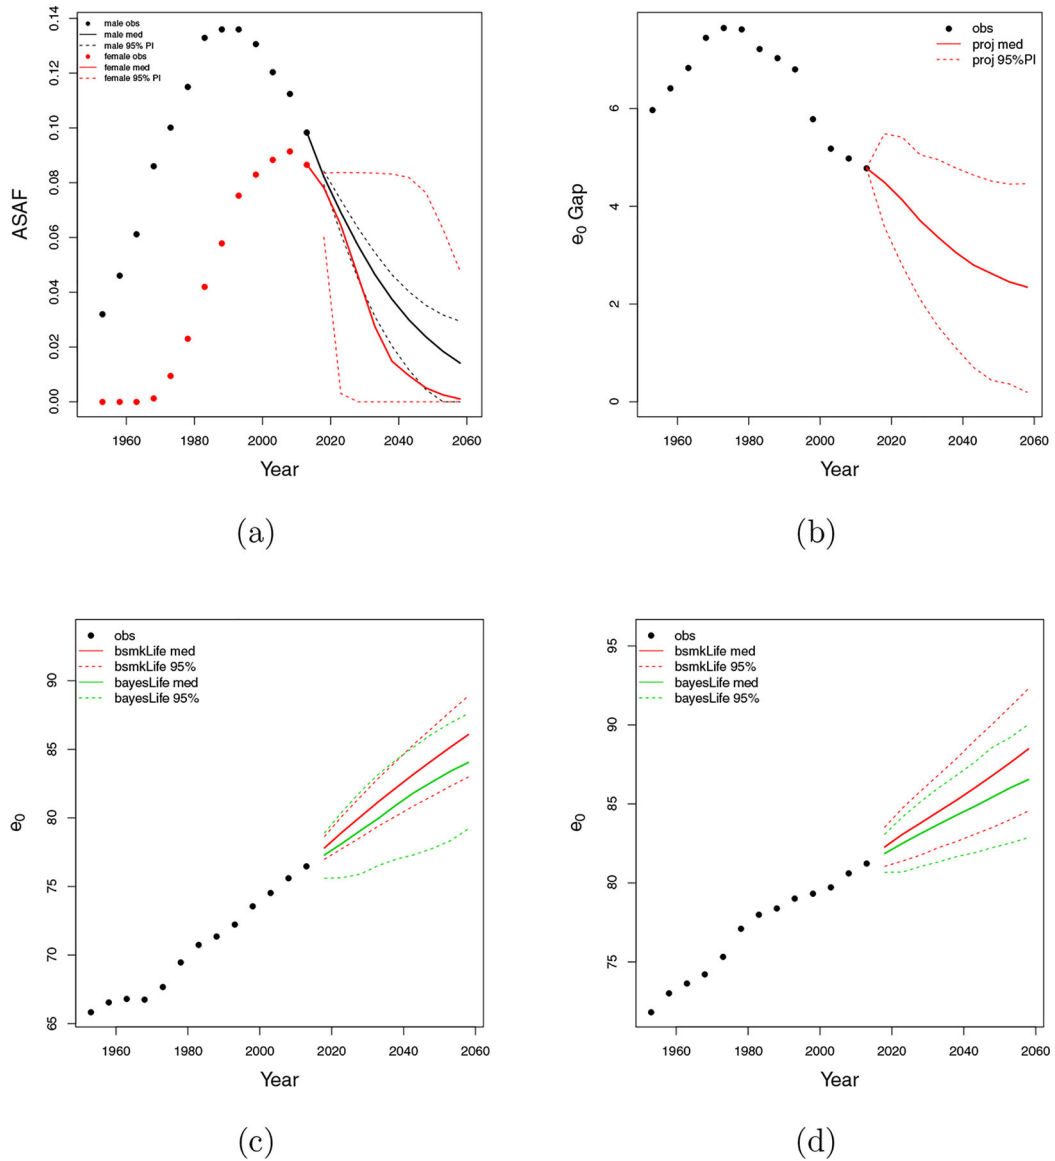 male obs
male med
male 95% PI
female obs
female med
female 95% PI
ASAF
0.00
0.02
0.04
0.06
0.08
0.10
0.12
0.14
1960 1980 2000 2020 2040 2060
Year
(a)
obs
proj med
proj 95%PI
e0 Gap
0
2
4
6
1960 1980 2000 2020 2040 2060
Year
(b)
obs
bsmkLife med
bsmkLife 95%
bayesLife med
bayesLife 95%
e0
65
70
75
80
85
90
1960 1980 2000 2020 2040 2060
Year
(c)
obs
bsmkLife med
bsmkLife 95%
bayesLife med
bayesLife 95%
e0
75
80
85
90
95
1960 1980 2000 2020 2040 2060
Year
(d)